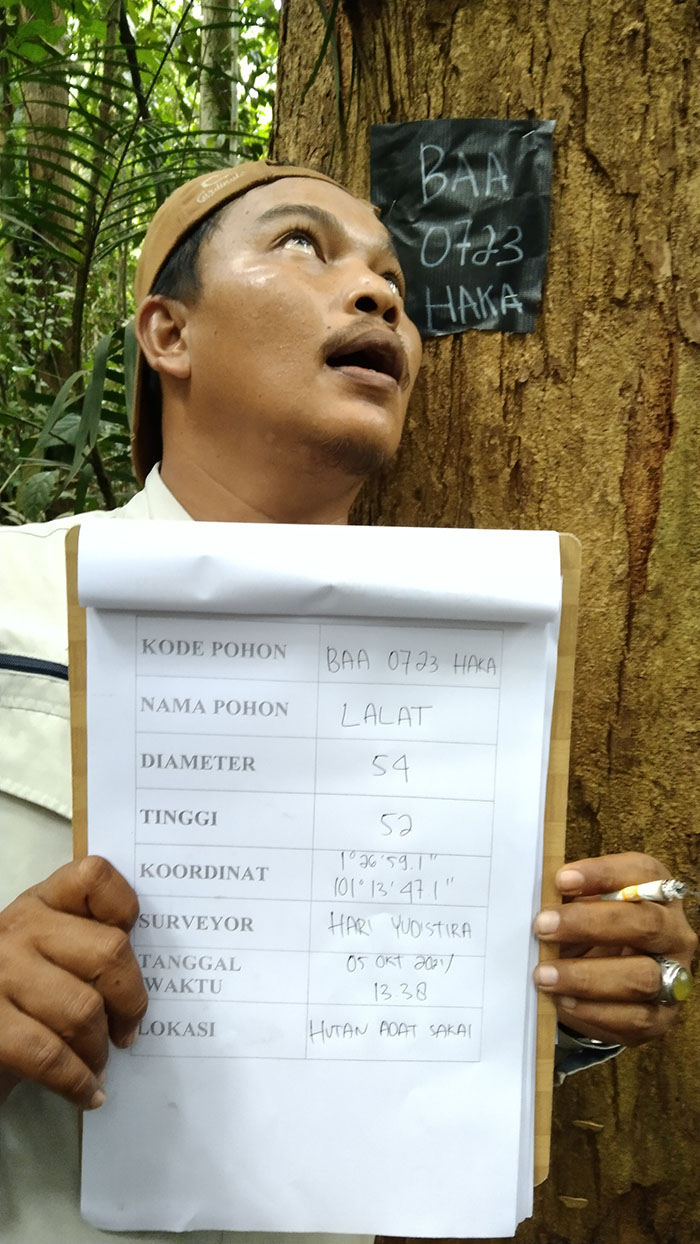 BAA
0723
HAKA
KODE POHON BAA 0723 HAKA
NAMA POHON LALAT
DIAMETER 54
TINGGI 52
KOORDINAT 1°26'59.1"
101°13'47.1"
SURVEYOR HARI YUDISTIRA
TANGGAL 05 OKT 2021/
WAKTU 13.38
LOKASI HUTAN ADAT SAKAI